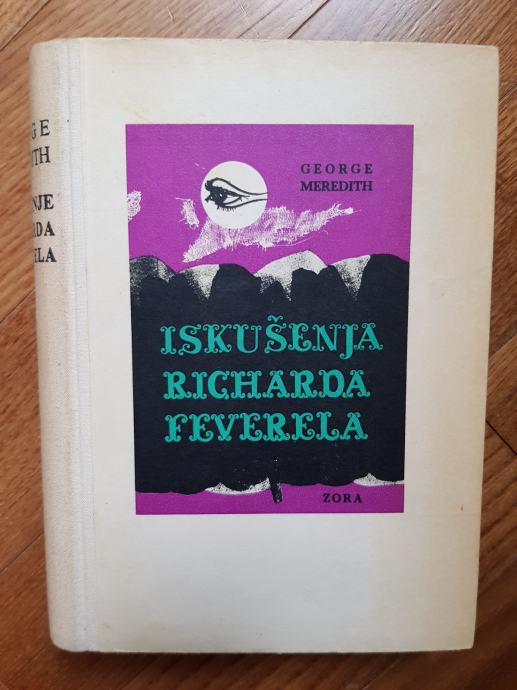 GEORGE
MEREDITH
ISKUŠENJA
RICHARDA
FEVERELA
ZORA